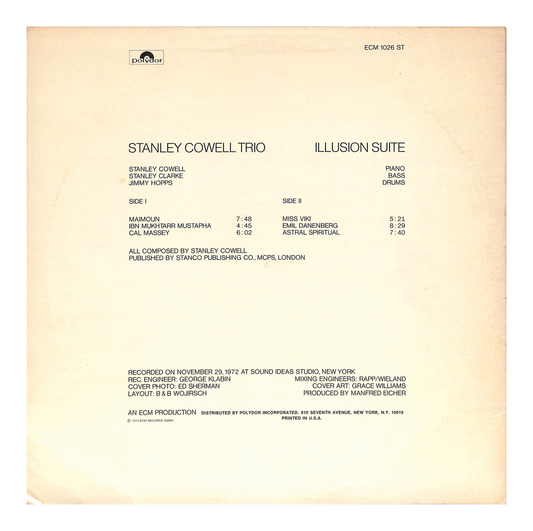 ECM 1026 ST
polydor
STANLEY COWELL TRIO ILLUSION SUITE
STANLEY COWELL PIANO
STANLEY CLARKE BASS
JIMMY HOPPS DRUMS
SIDE I SIDE II
MAIMOUN 7:48 MISS VIKI 5:21
IBN MUKHTARR MUSTAPHA 4:45 EMIL DANENBERG 8:29
CAL MASSEY 6:02 ASTRAL SPIRITUAL 7:40
ALL COMPOSED BY STANLEY COWELL
PUBLISHED BY STANCO PUBLISHING CO., MCPS, LONDON
RECORDED ON NOVEMBER 29, 1972 AT SOUND IDEAS STUDIO, NEW YORK
REC. ENGINEER: GEORGE KLABIN MIXING ENGINEERS: RAPP/WIELAND
COVER PHOTO: ED SHERMAN COVER ART: GRACE WILLIAMS
LAYOUT: B & B WOJIRSCH PRODUCED BY MANFRED EICHER
AN ECM PRODUCTION DISTRIBUTED BY POLYDOR INCORPORATED, 810 SEVENTH AVENUE, NEW YORK, N.Y. 10019
PRINTED IN U.S.A.
℗ 1973 ECM RECORDS GMBH